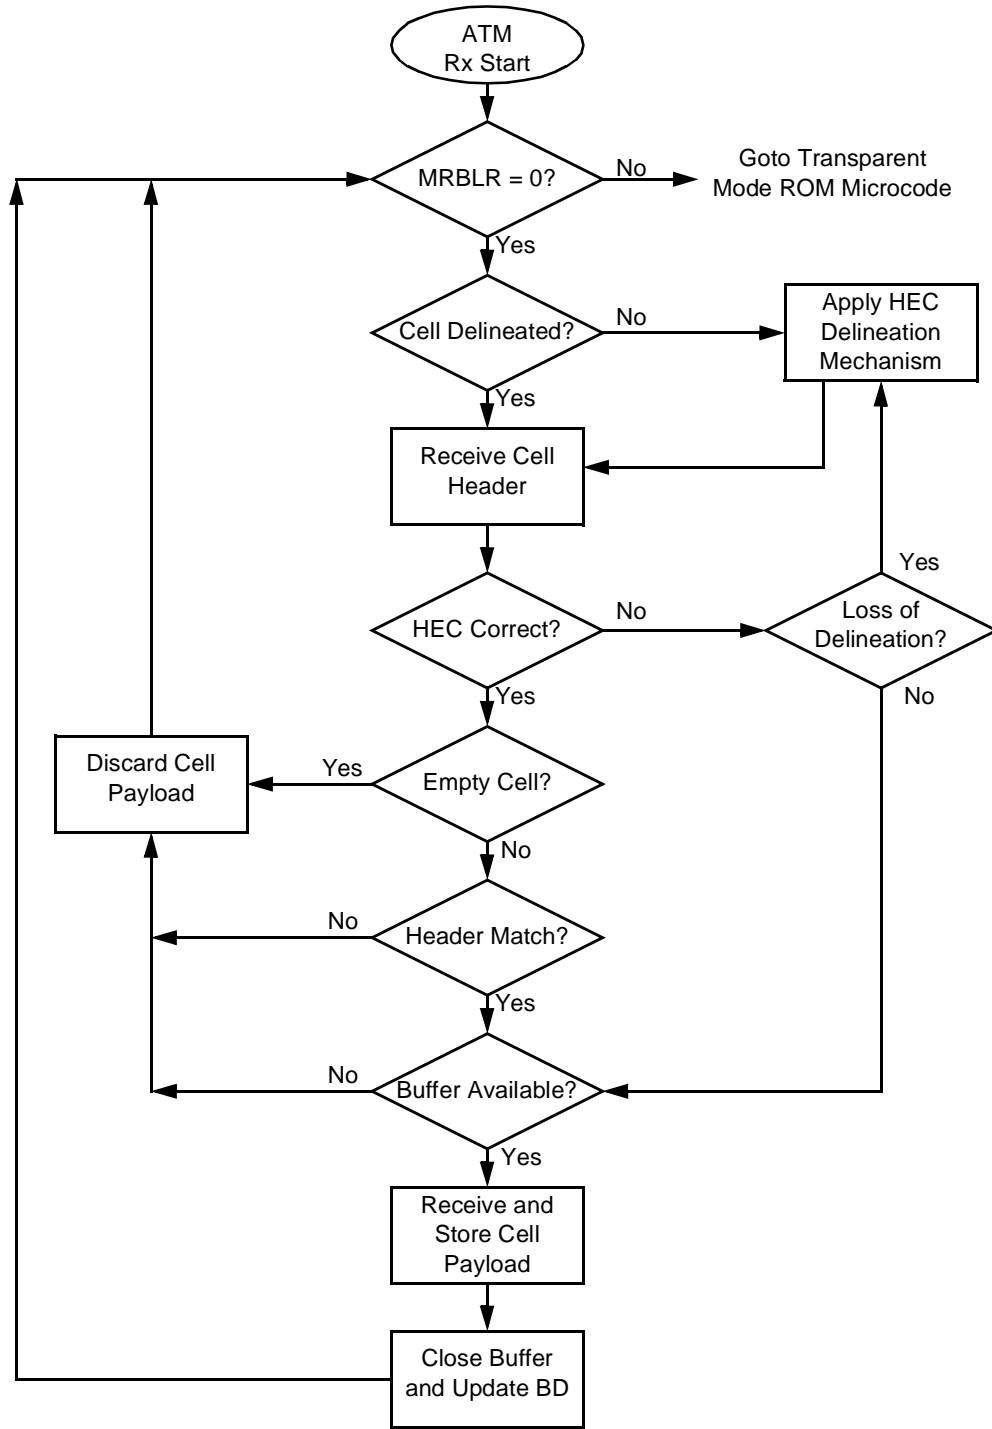 ATM
Rx Start
MRBLR = 0?
No
Goto Transparent
Mode ROM Microcode
Yes
Cell Delineated?
No
Apply HEC
Delineation
Mechanism
Yes
Receive Cell
Header
HEC Correct?
No
Loss of
Delineation?
Yes
No
Yes
Empty Cell?
Yes
Discard Cell
Payload
No
Header Match?
No
Yes
Buffer Available?
No
Yes
Receive and
Store Cell
Payload
Close Buffer
and Update BD